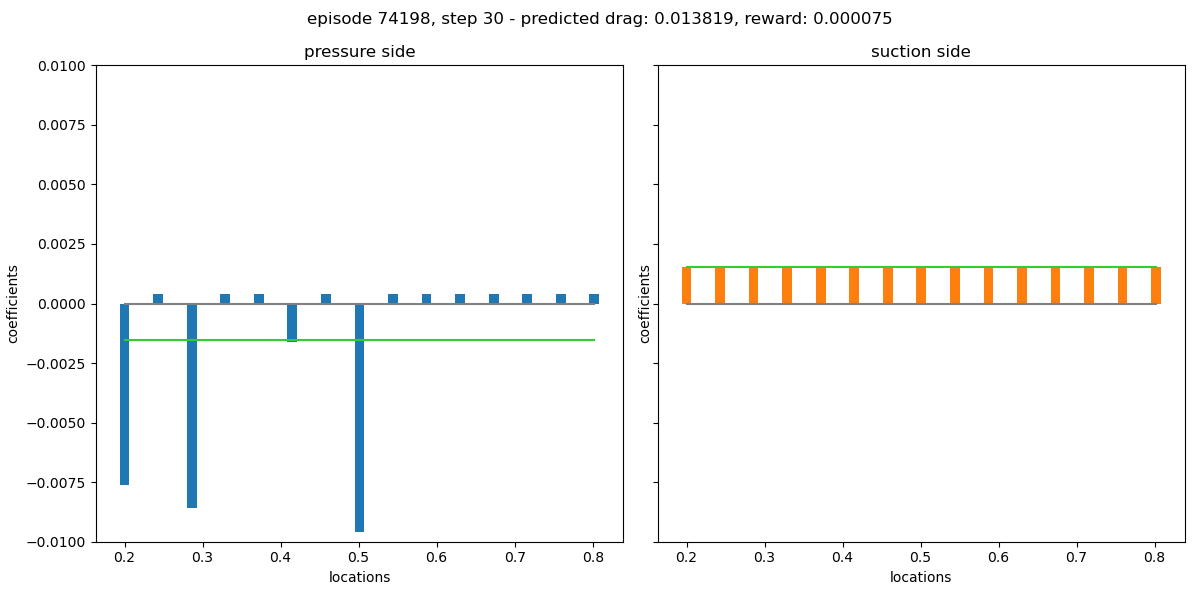 episode 74198, step 30 - predicted drag: 0.013819, reward: 0.000075
pressure side
suction side
0.0100
0.0075
0.0050
0.0025
0.0000
−0.0025
−0.0050
−0.0075
−0.0100
coefficients
coefficients
0.2 0.3 0.4 0.5 0.6 0.7 0.8
0.2 0.3 0.4 0.5 0.6 0.7 0.8
locations
locations